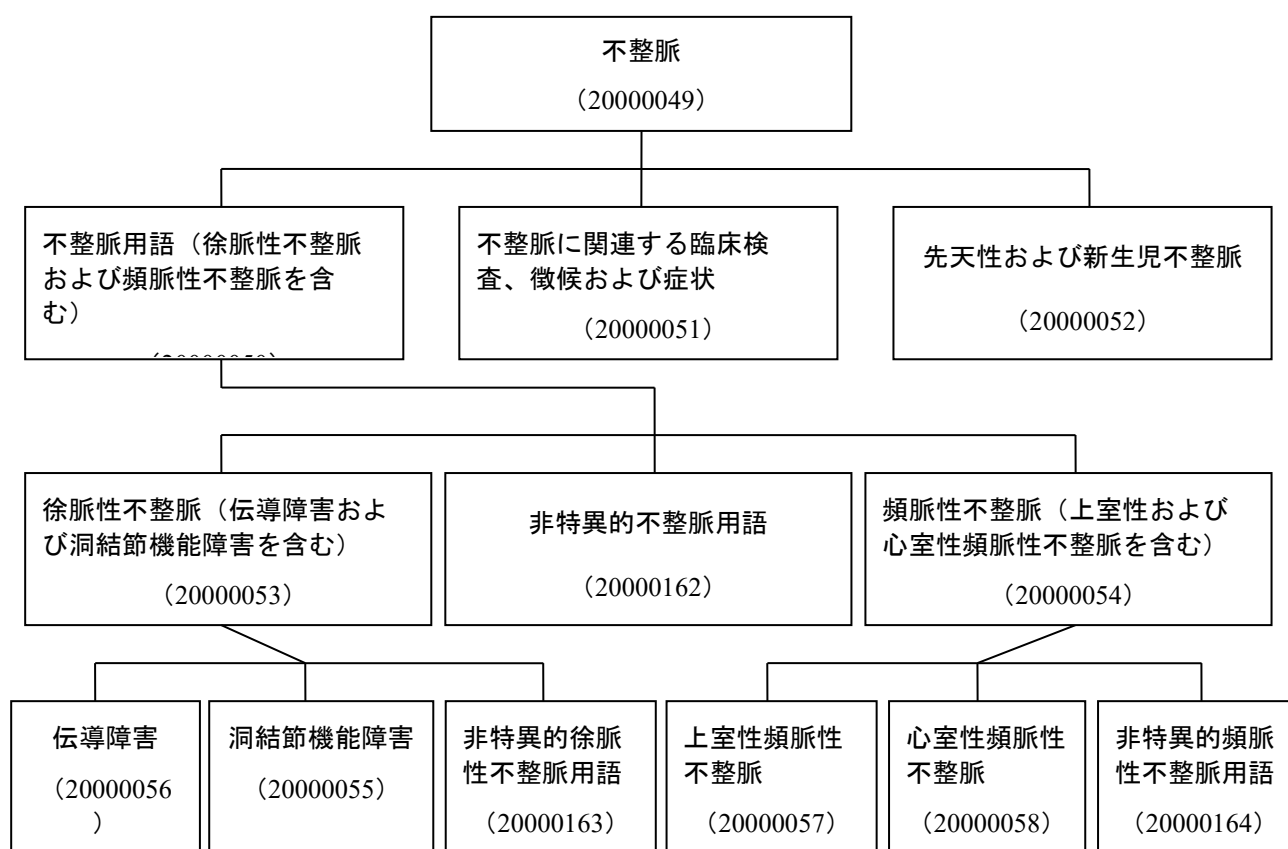 不整脈
（20000049）
不整脈用語（徐脈性不整脈
および頻脈性不整脈を含
む）
不整脈に関連する臨床検
査、徴候および症状
（20000051）
先天性および新生児不整脈
（20000052）
徐脈性不整脈（伝導障害およ
び洞結節機能障害を含む）
（20000053）
非特異的不整脈用語
（20000162）
頻脈性不整脈（上室性および
心室性頻脈性不整脈を含む）
（20000054）
伝導障害
（20000056
）
洞結節機能障害
（20000055）
非特異的徐脈
性不整脈用語
（20000163）
上室性頻脈性
不整脈
（20000057）
心室性頻脈性
不整脈
（20000058）
非特異的頻脈
性不整脈用語
（20000164）